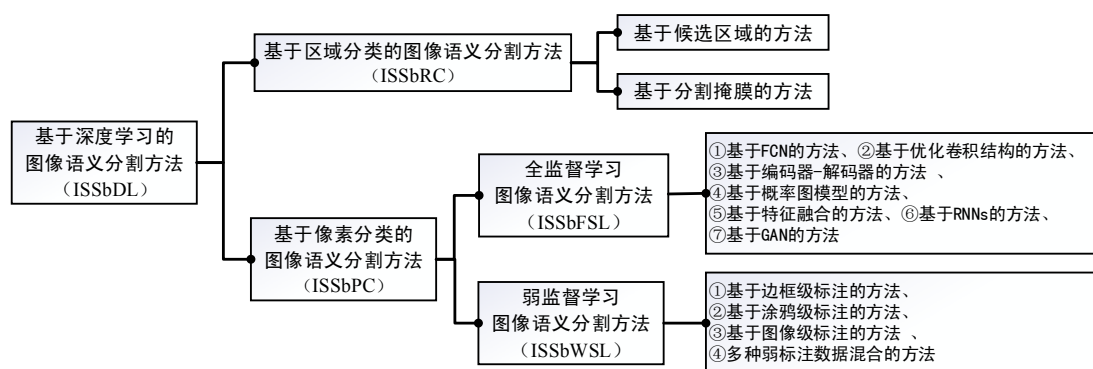 基于深度学习的
图像语义分割方法
（ISSbDL）
基于区域分类的图像语义分割方法
（ISSbRC）
基于候选区域的方法
基于分割掩膜的方法
基于像素分类的
图像语义分割方法
（ISSbPC）
全监督学习
图像语义分割方法
（ISSbFSL）
①基于FCN的方法、②基于优化卷积结构的方法、
③基于编码器-解码器的方法 、
④基于概率图模型的方法、
⑤基于特征融合的方法、⑥基于RNNs的方法、
⑦基于GAN的方法
弱监督学习
图像语义分割方法
（ISSbWSL）
①基于边框级标注的方法、
②基于涂鸦级标注的方法、
③基于图像级标注的方法 、
④多种弱标注数据混合的方法